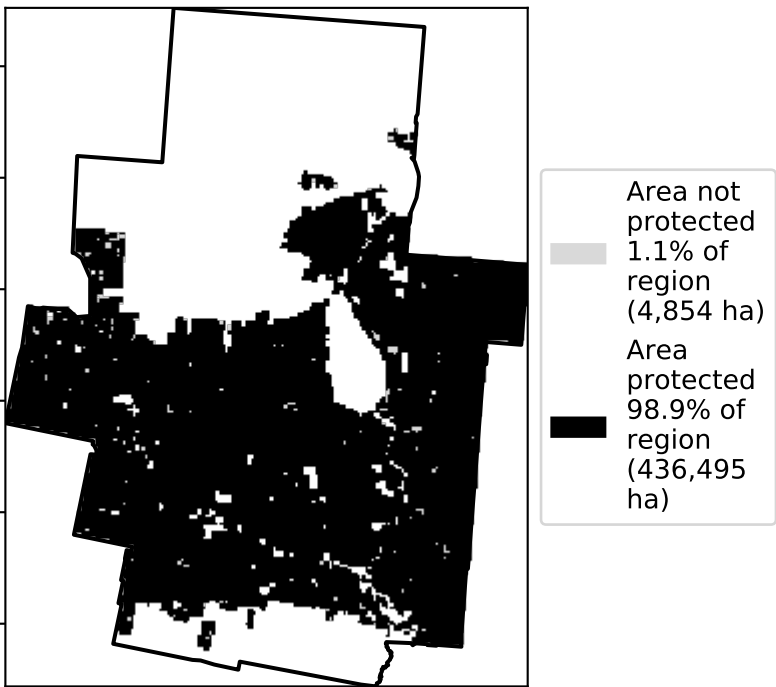 Area not
protected
1.1% of
region
(4,854 ha)
Area
protected
98.9% of
region
(436,495
ha)